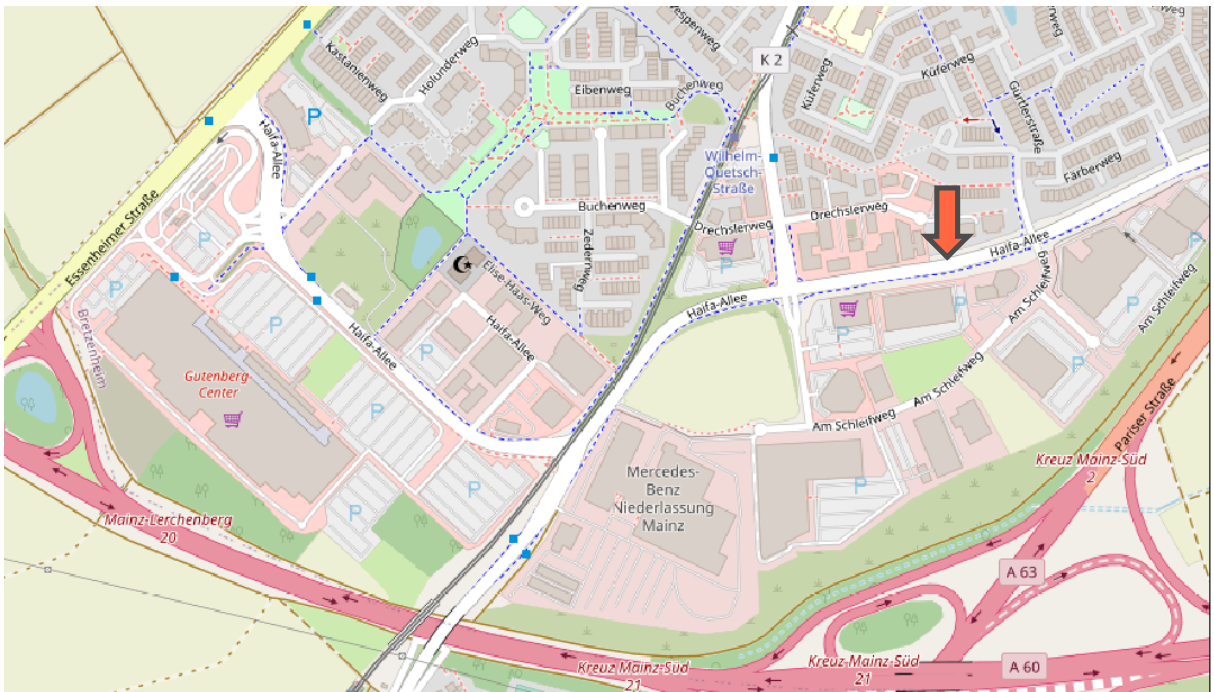 Vespenweg
K 2
Kastanienweg
Holunderweg
Eibenweg
Buchenweg
Küferweg
Küferweg
Gürtlerstraße
P
Haifa-Allee
Wilhelm-
Quetsch-
Straße
Färberweg
Essenheimer Straße
Buchenweg
Drechslerweg
Drechslerweg
Haifa-Allee
Zedernweg
Elise-Haas-Weg
P
P
P
P
Am Schleifweg
Am Schleifweg
Haifa-Allee
P
P
Bretzenheim
Haifa-Allee
Haifa-Allee
P
P
Gutenberg-
Center
P
Am Schleifweg
Am Schleifweg
Pariser Straße
Kreuz Mainz-Süd
2
Mercedes-
Benz
Niederlassung
Mainz
P
P
P
Mainz-Lerchenberg
20
A 63
Kreuz Mainz-Süd
21
Kreuz Mainz-Süd
21
A 60